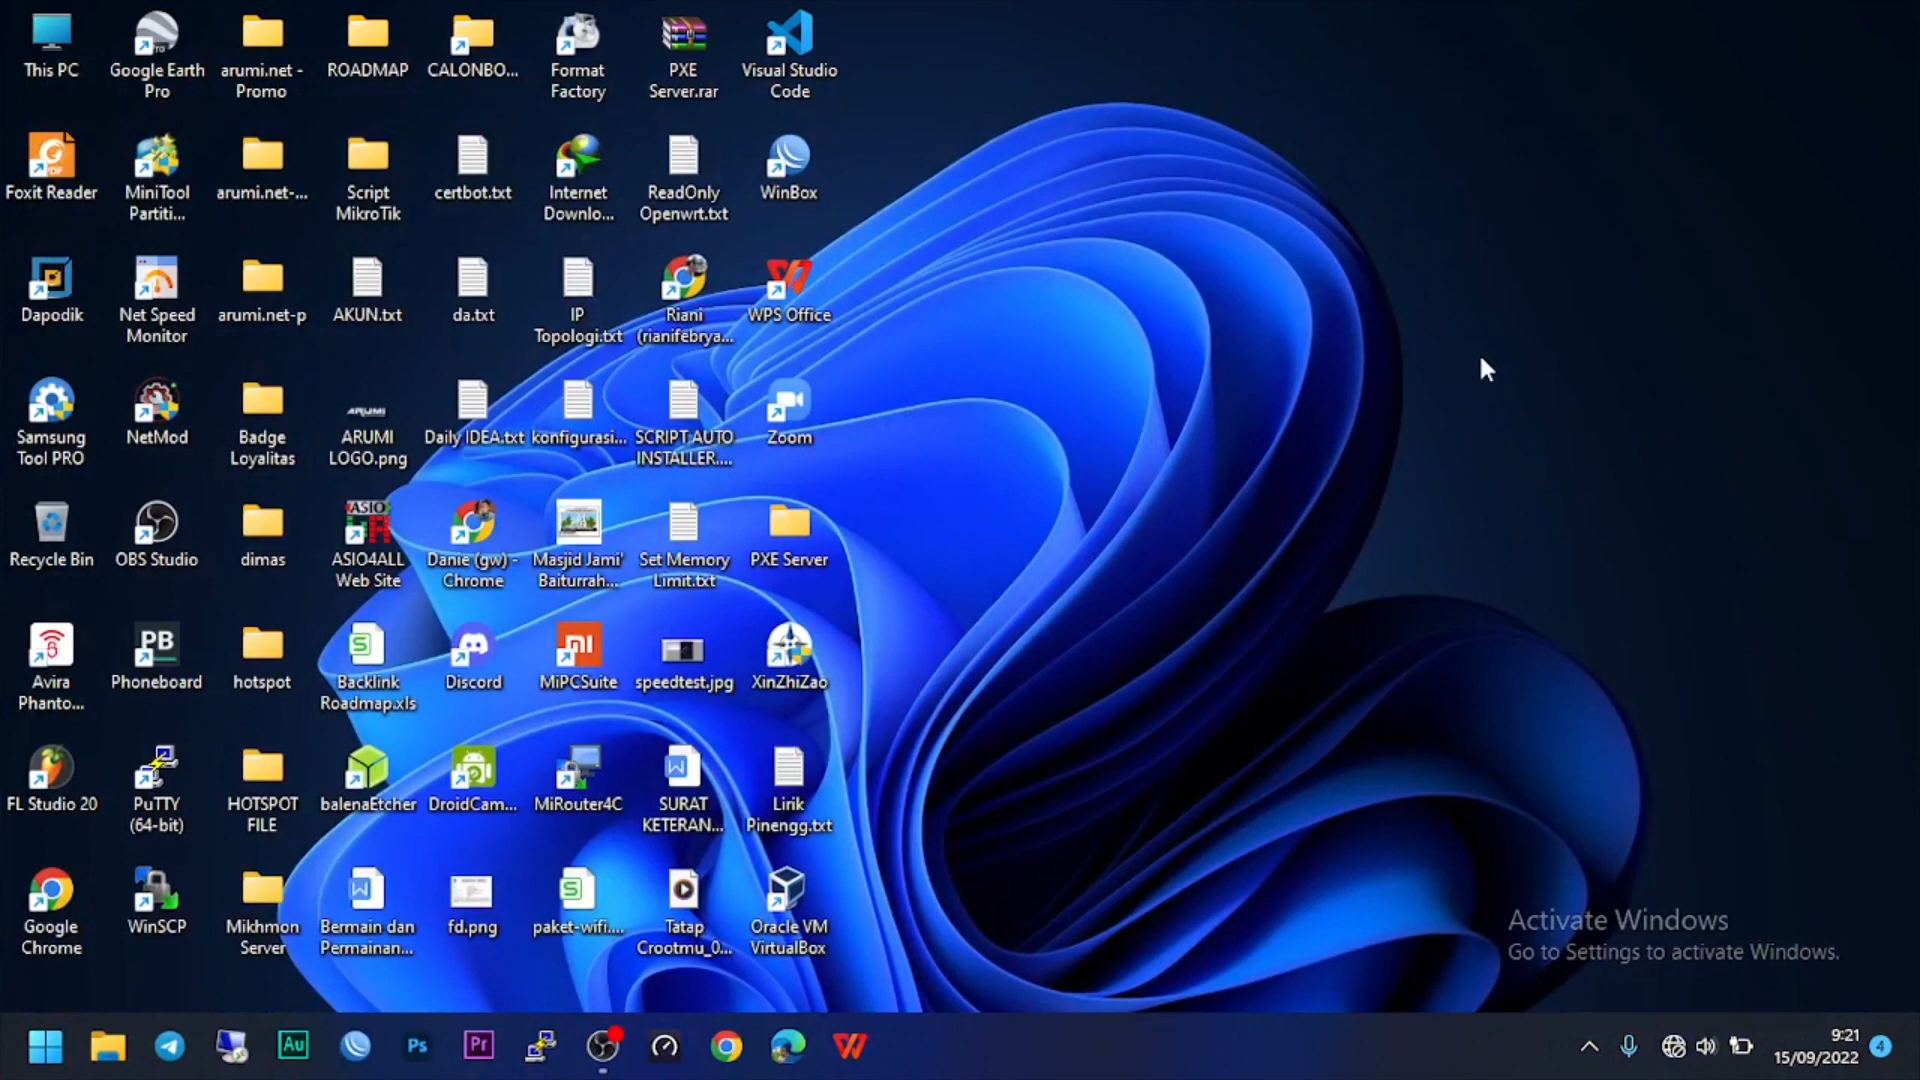 This PC
Google Earth
Pro
arumi.net -
Promo
ROADMAP
CALONBO...
Format
Factory
PXE
Server.rar
Visual Studio
Code
Foxit Reader
MiniTool
Partiti...
arumi.net-...
Script
MikroTik
certbot.txt
Internet
Downlo...
ReadOnly
Openwrt.txt
WinBox
Dapodik
Net Speed
Monitor
arumi.net-p
AKUN.txt
da.txt
IP
Topologi.txt
Riani
(rianifebrya...
WPS Office
Samsung
Tool PRO
NetMod
Badge
Loyalitas
ARUMI
ARUMI
LOGO.png
Daily IDEA.txt
konfigurasi...
SCRIPT AUTO
INSTALLER....
Zoom
Recycle Bin
OBS Studio
dimas
ASIO
ASIO4ALL
Web Site
Danie (gw) -
Chrome
Masjid Jami'
Baiturrah...
Set Memory
Limit.txt
PXE Server
Avira
Phanto...
PB
Phoneboard
hotspot
Backlink
Roadmap.xls
Discord
MiPCSuite
speedtest.jpg
XinZhiZao
FL Studio 20
PuTTY
(64-bit)
HOTSPOT
FILE
balenaEtcher
DroidCam...
MiRouter4C
SURAT
KETERAN...
Lirik
Pinengg.txt
Google
Chrome
WinSCP
Mikhmon
Server
Bermain dan
Permainan...
fd.png
paket-wifi....
Tatap
Crootmu_0...
Oracle VM
VirtualBox
Activate Windows
Go to Settings to activate Windows.
Au
Ps
Pr
9:21
15/09/2022
4